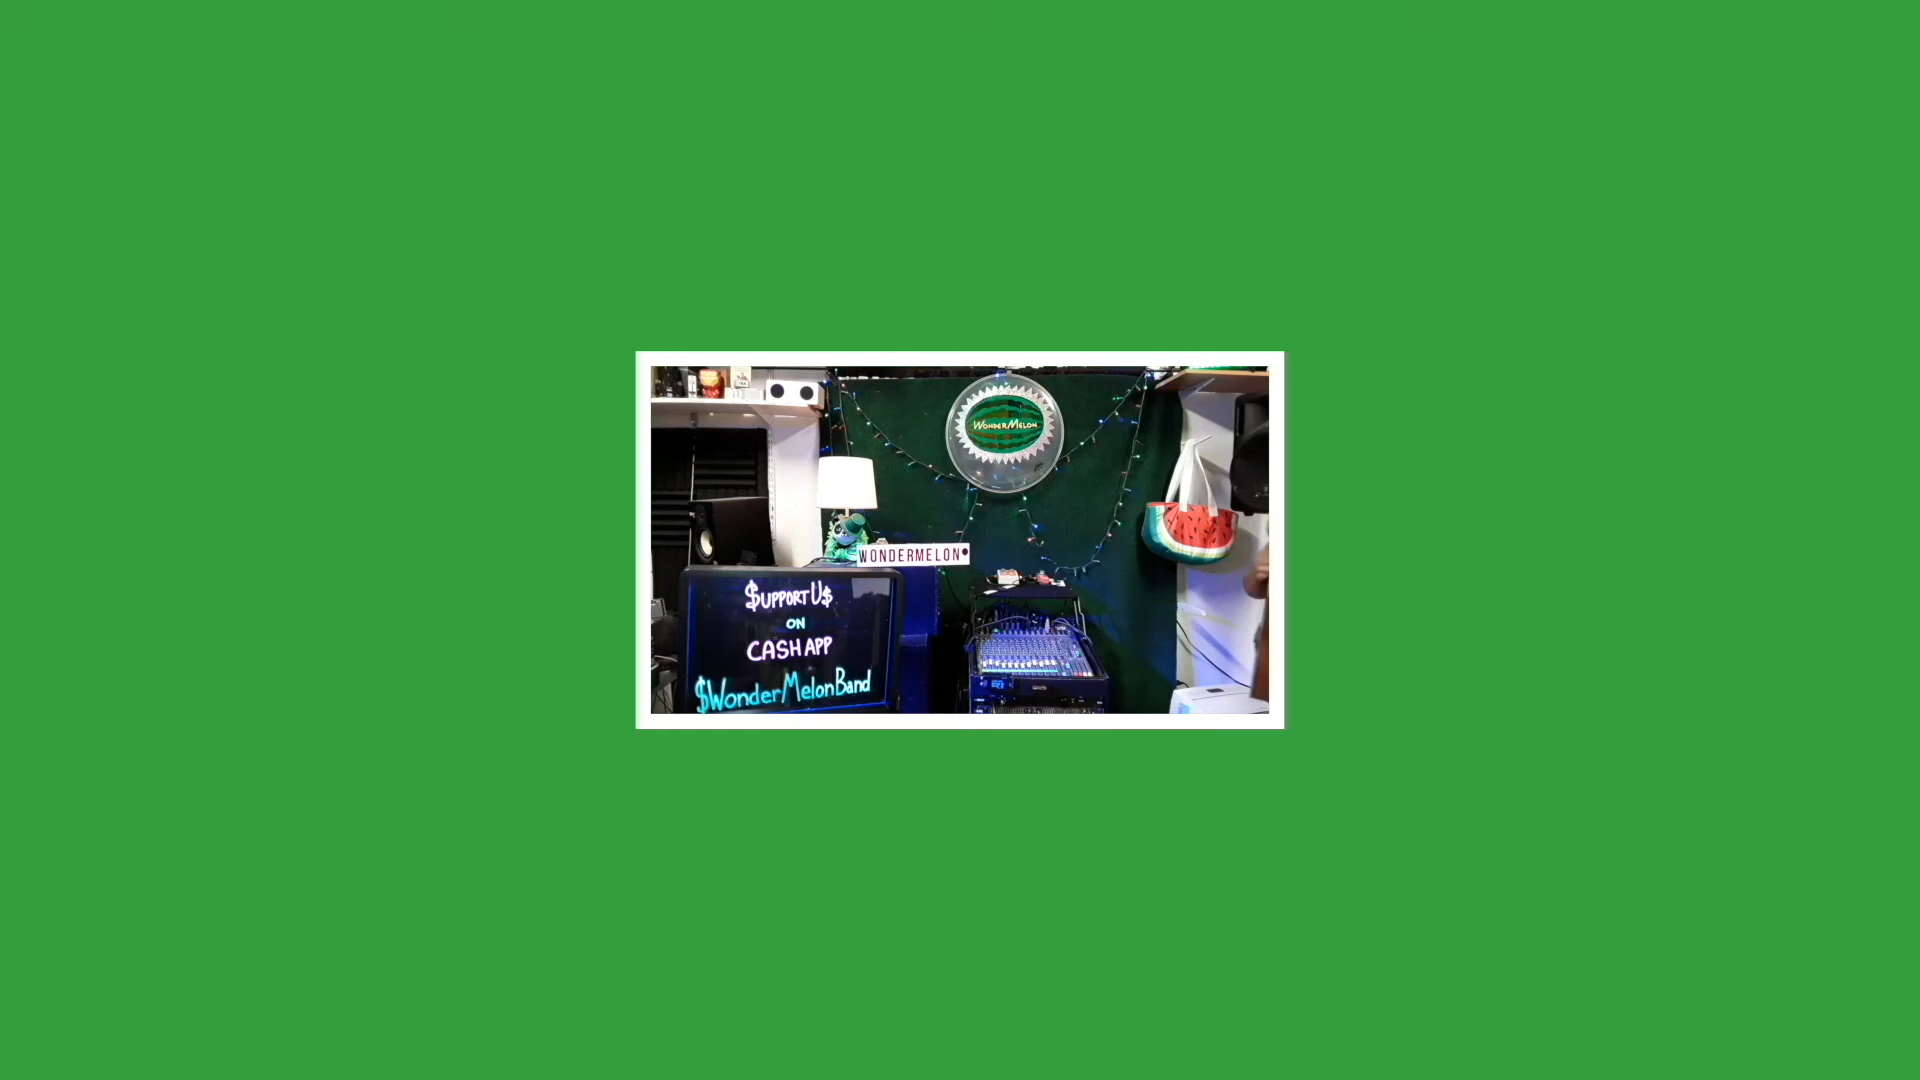 WONDERMELON
WONDERMELON
$UPPORT U$
ON
CASH APP
$WonderMelonBand